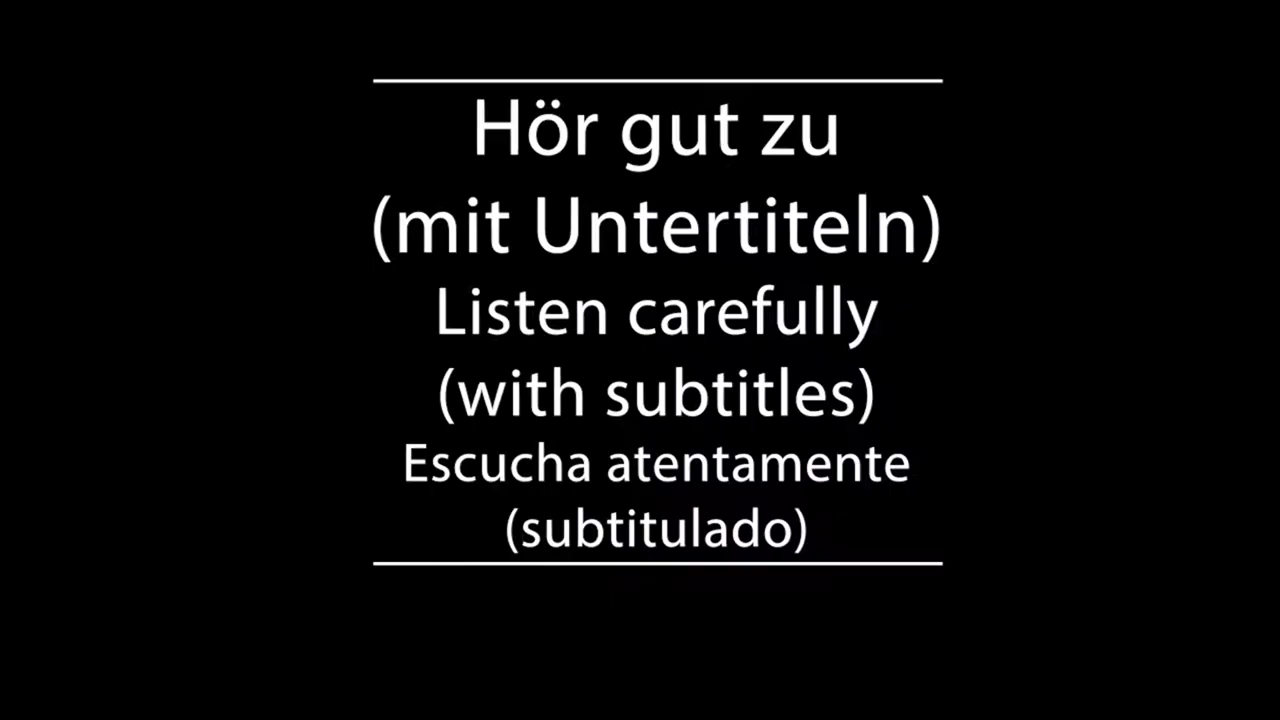 Hör gut zu
(mit Untertiteln)
Listen carefully
(with subtitles)
Escucha atentamente
(subtitulado)